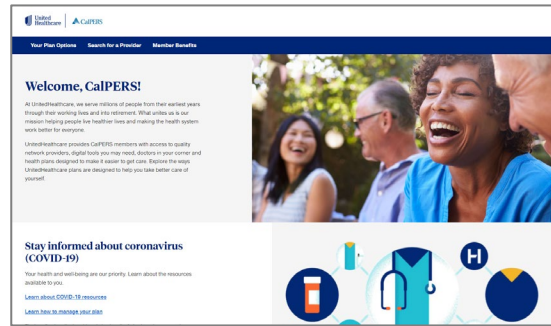 United
Healthcare
CalPERS
Your Plan Options Search for a Provider Member Benefits
Welcome, CalPERS!
At UnitedHealthcare, we serve millions of people from their earliest years
through their working lives and into retirement. What unites us is our
mission helping people live healthier lives and making the health system
work better for everyone.
UnitedHealthcare provides CalPERS members with access to quality
network providers, digital tools you may need, doctors in your corner and
health plans designed to make it easier to get care. Explore the ways
UnitedHealthcare plans are designed to help you take better care of
yourself.
Stay informed about coronavirus
(COVID-19)
Your health and well-being are our priority. Learn about the resources
available to you.
Learn about COVID-19 resources
Learn how to manage your plan
H